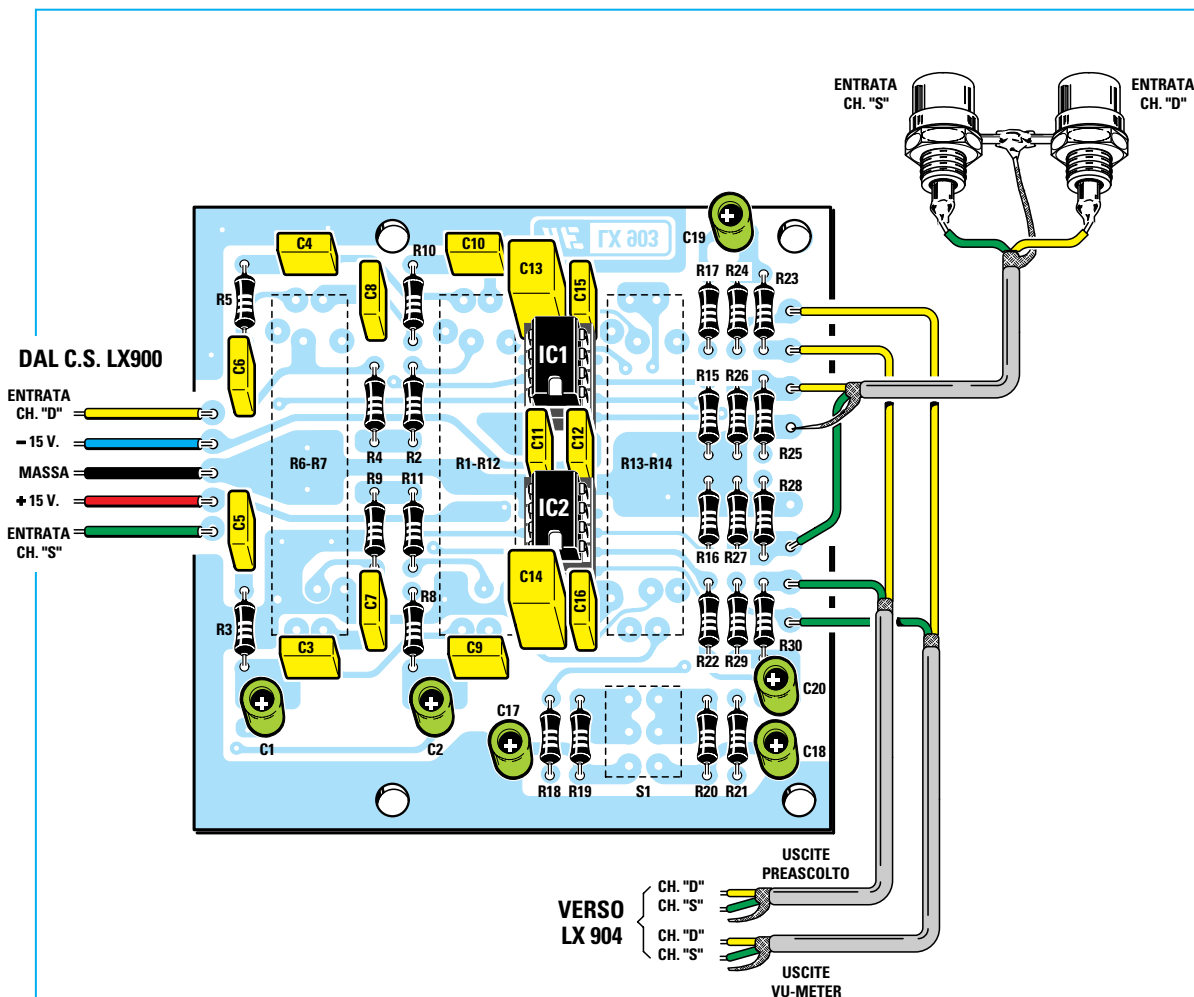 ENTRATA
CH. "S"
ENTRATA
CH. "D"
LX 903
C19
C4
R10
C10
C13
C15
R17
R24
R23
R5
C8
C6
IC1
DAL C.S. LX900
ENTRATA
CH. "D"
– 15 V.
MASSA
+ 15 V.
ENTRATA
CH. "S"
R15
R26
R4
R2
C11
C12
R25
R6-R7
R1-R12
R13-R14
R9
R11
R28
C5
IC2
R16
R27
C14
C16
R3
C7
R8
C3
C9
R22
R29
R30
C20
C1
C2
C17
C18
R18
R19
S1
R20
R21
USCITE
PREASCOLTO
VERSO
LX 904
CH. "D"
CH. "S"
CH. "D"
CH. "S"
USCITE
VU-METER